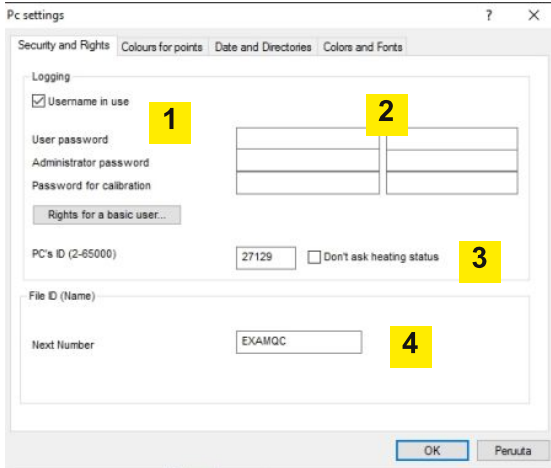 Pc settings ? ×
Security and Rights Colours for points Date and Directories Colors and Fonts
Logging
Username in use
1 2
User password
Administrator password
Password for calibration
Rights for a basic user...
PC's ID (2-65000) 27129 Don't ask heating status 3
File ID (Name)
Next Number EXAMQC 4
OK Peruuta